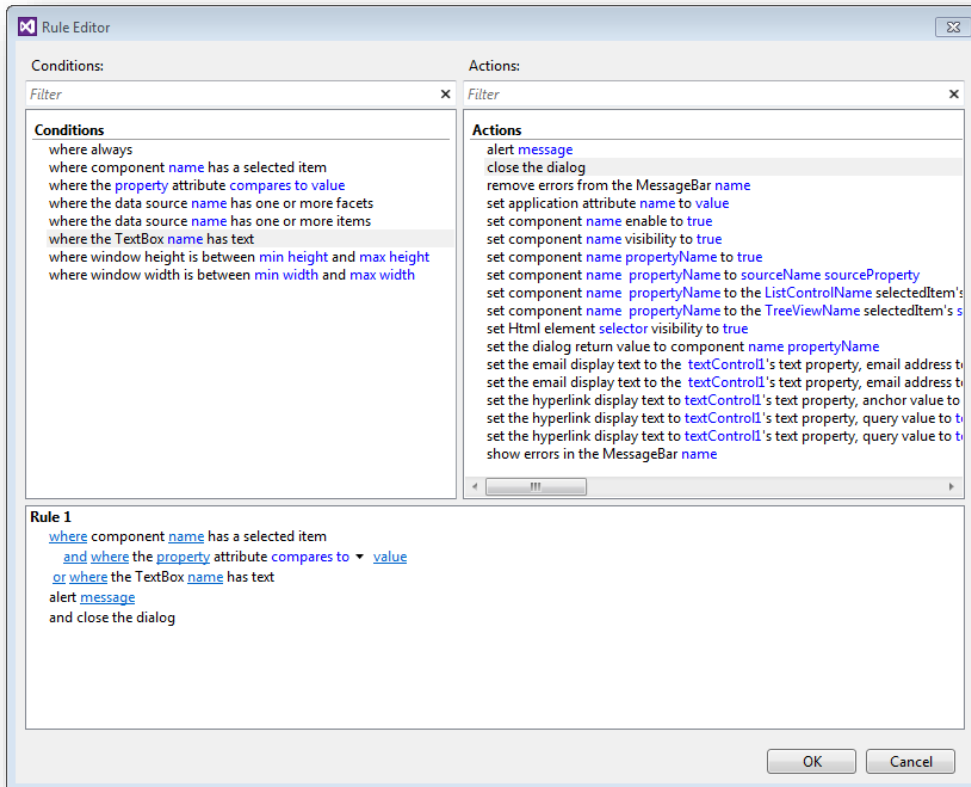 Rule Editor
Conditions:
Actions:
Filter
Filter
Conditions
where always
where component name has a selected item
where the property attribute compares to value
where the data source name has one or more facets
where the data source name has one or more items
where the TextBox name has text
where window height is between min height and max height
where window width is between min width and max width
Actions
alert message
close the dialog
remove errors from the MessageBar name
set application attribute name to value
set component name enable to true
set component name visibility to true
set component name propertyName to true
set component name propertyName to sourceName sourceProperty
set component name propertyName to the ListControlName selectedItem's
set component name propertyName to the TreeViewName selectedItem's s
set Html element selector visibility to true
set the dialog return value to component name propertyName
set the email display text to the textControl1's text property, email address to
set the email display text to the textControl1's text property, email address to
set the hyperlink display text to textControl1's text property, anchor value to
set the hyperlink display text to textControl1's text property, query value to t
set the hyperlink display text to textControl1's text property, query value to t
show errors in the MessageBar name
Rule 1
where component name has a selected item
and where the property attribute compares to value
or where the TextBox name has text
alert message
and close the dialog
OK
Cancel